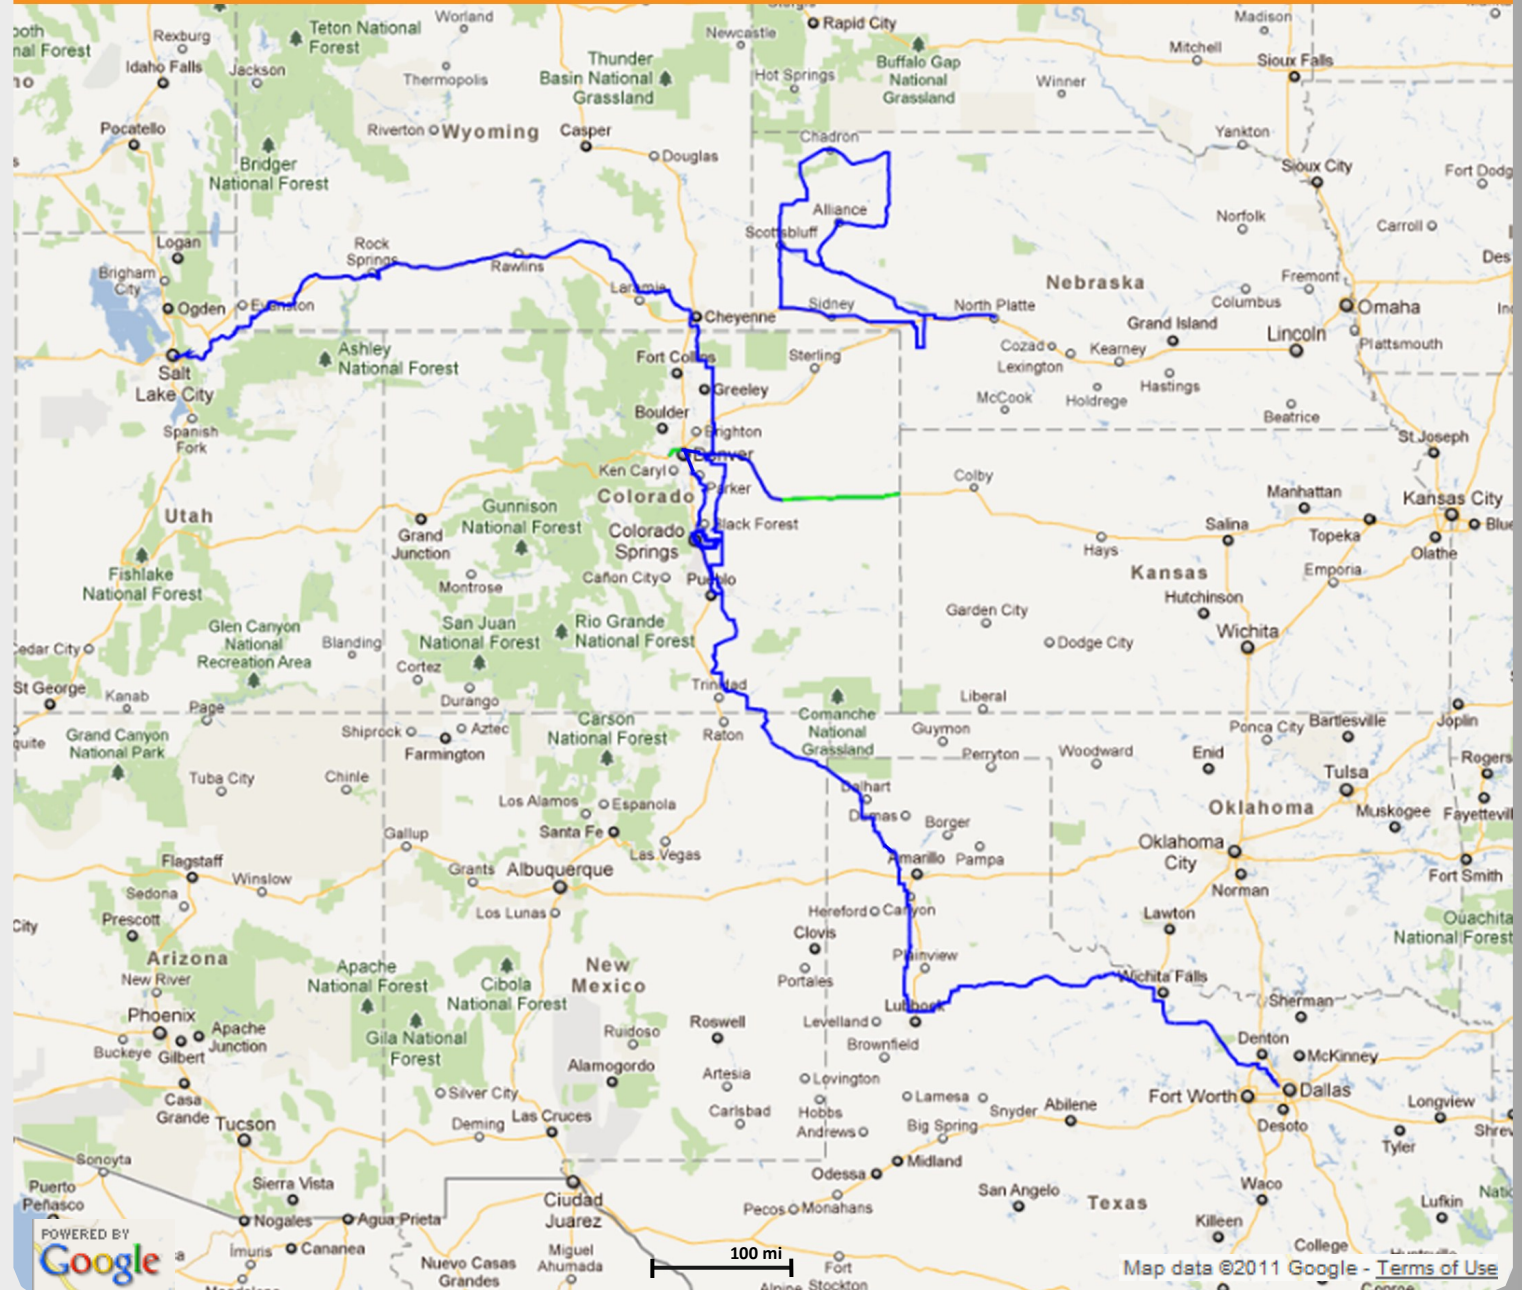 Teton National
Forest
Worland
Rapid City
Madison
Rexburg
Newcastle
Mitchell
Sioux Falls
Idaho Falls
Jackson
Thermopolis
Thunder
Basin National
Grassland
Hot Springs
Buffalo Gap
National
Grassland
Winner
Pocatello
Riverton
Wyoming
Casper
Douglas
Chadron
Yankton
Bridger
National Forest
Sioux City
Fort Dodg
Alliance
Norfolk
Carroll
Scottsbluff
Logan
Rock
Springs
Rawlins
Des
Brigham
City
Laramie
Nebraska
Fremont
Columbus
Omaha
Ogden
Evanston
Cheyenne
Sidney
North Platte
Grand Island
Lincoln
Plattsmouth
Salt
Lake City
Ashley
National Forest
Fort Collins
Sterling
Cozad
Lexington
Kearney
Hastings
Greeley
McCook
Holdrege
Beatrice
Boulder
Spanish
Fork
Brighton
St Joseph
Denver
Ken Caryl
Parker
Colby
Colorado
Manhattan
Kansas City
Utah
Gunnison
National Forest
Grand
Junction
Colorado
Springs
Black Forest
Salina
Topeka
Blue
Olathe
Hays
Fishlake
National Forest
Montrose
Cañon City
Pueblo
Kansas
Emporia
Hutchinson
Glen Canyon
National
Recreation Area
Blanding
San Juan
National Forest
Rio Grande
National Forest
Garden City
Dodge City
Wichita
Cedar City
Cortez
St George
Kanab
Page
Durango
Trinidad
Liberal
Grand Canyon
National Park
Shiprock
Aztec
Farmington
Carson
National Forest
Raton
Comanche
National
Grassland
Guymon
Perryton
Woodward
Ponca City
Bartlesville
Joplin
quite
Enid
Rogers
Tuba City
Chinle
Los Alamos
Espanola
Dalhart
Dumas
Borger
Tulsa
Oklahoma
Muskogee
Fayettevil
Gallup
Santa Fe
Las Vegas
Amarillo
Pampa
Oklahoma
City
Flagstaff
Winslow
Grants
Albuquerque
Norman
Fort Smith
Sedona
Prescott
Los Lunas
Hereford
Canyon
Lawton
Ouachita
National Forest
City
Clovis
Arizona
New River
Apache
National Forest
Cibola
National Forest
New
Mexico
Portales
Plainview
Wichita Falls
Phoenix
Apache
Junction
Buckeye
Gilbert
Gila National
Forest
Ruidoso
Roswell
Levelland
Lubbock
Brownfield
Sherman
Denton
McKinney
Alamogordo
Artesia
Lovington
Casa
Grande
Silver City
Carlsbad
Hobbs
Lamesa
Snyder
Abilene
Fort Worth
Dallas
Longview
Tucson
Deming
Las Cruces
Andrews
Big Spring
Desoto
Tyler
Shrev
Sonoyta
Odessa
Midland
Puerto
Peñasco
Sierra Vista
Ciudad
Juarez
Pecos
Monahans
San Angelo
Texas
Waco
Lufkin
Nogales
Agua Prieta
Killeen
POWERED BY
Google
Ímuris
Cananea
Nuevo Casas
Grandes
Miguel
Ahumada
100 mi
Fort
Stockton
College
Map data ©2011 Google - Terms of Use